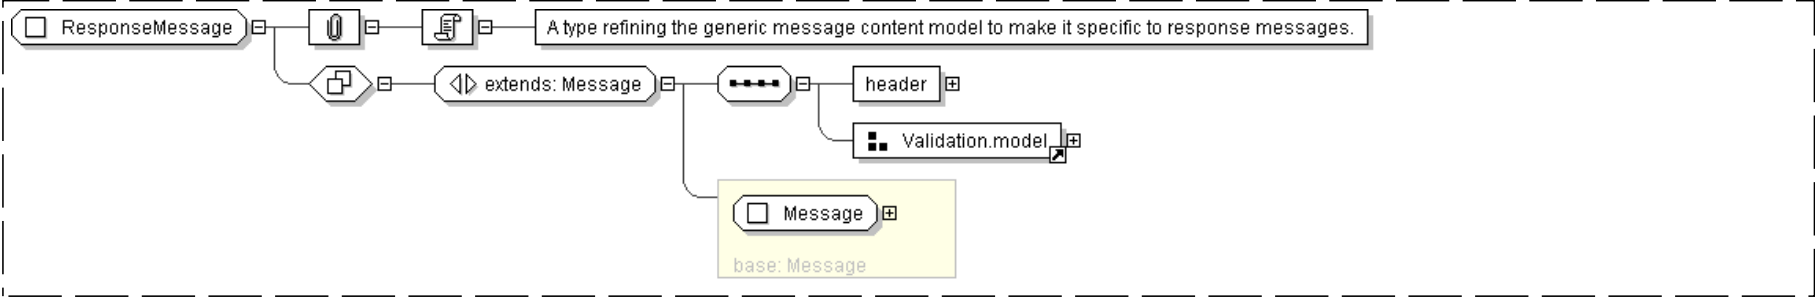 ResponseMessage
A type refining the generic message content model to make it specific to response messages.
extends: Message
header
Validation.model
Message
base: Message